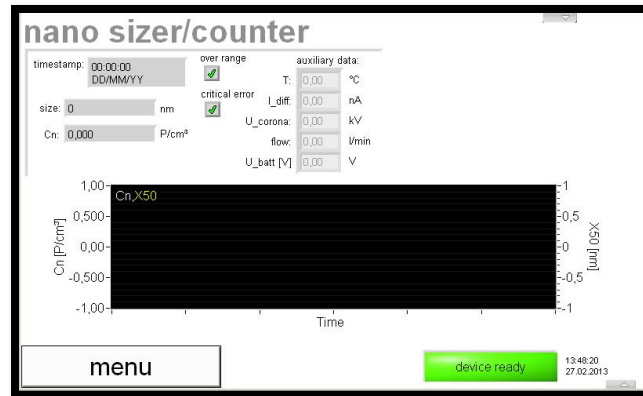 nano sizer/counter
timestamp: 00:00:00
DD/MM/YY
size: 0 nm
Cn: 0,000 P/cm³
over range
critical error
auxiliary data:
T: 0,00 °C
I_diff: 0,00 nA
U_corona: 0,00 kV
flow: 0,00 l/min
U_batt [V] 0,00 V
Cn,X50
Cn [P/cm³]
1,00
0,500
0,00
-0,500
-1,00
1
0,5
0
-0,5
-1
X50 [nm]
Time
menu
device ready
13:48:20
27.02.2013